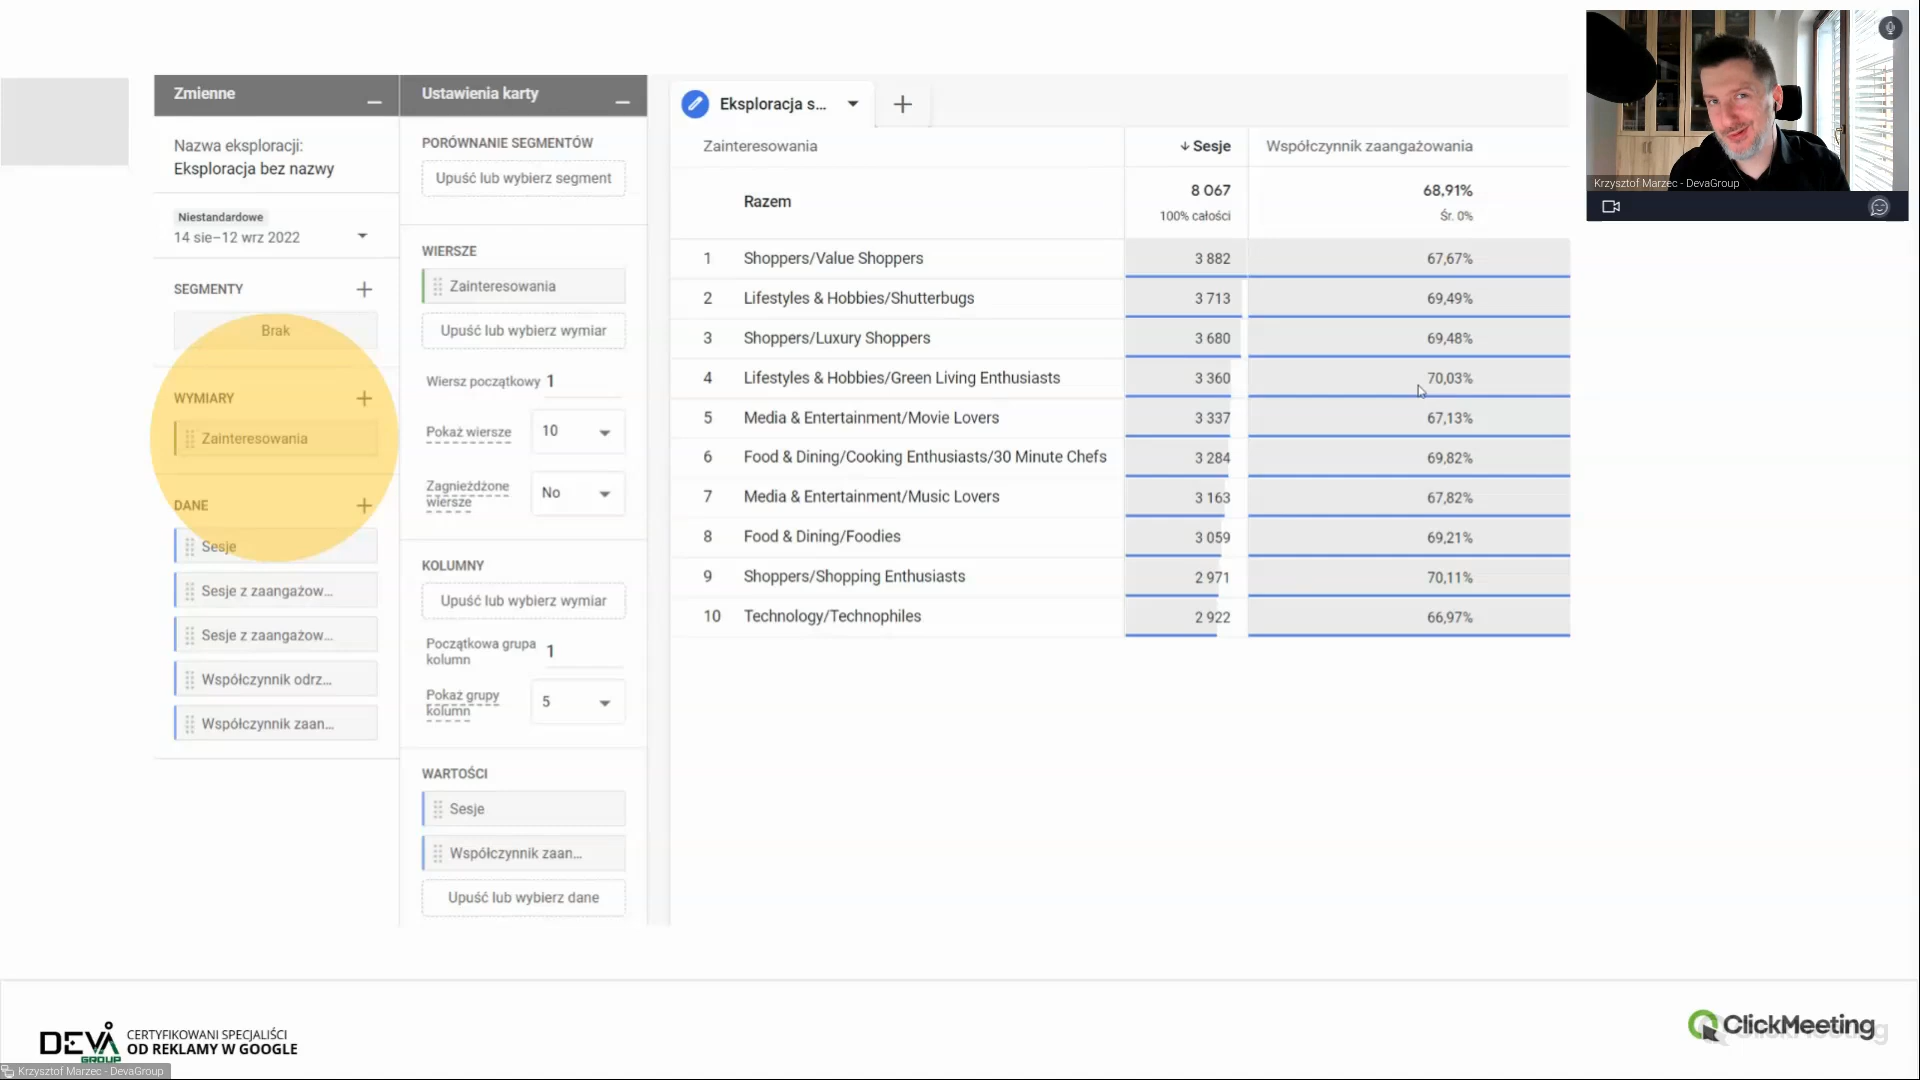 Zmienne
Nazwa eksploracji:
Eksploracja bez nazwy
Niestandardowe
14 sie–12 wrz 2022
SEGMENTY
Brak
WYMIARY
Zainteresowania
DANE
Sesje
Sesje z zaangażow...
Sesje z zaangażow...
Współczynnik odrz...
Współczynnik zaan...
Ustawienia karty
PORÓWNANIE SEGMENTÓW
Upuść lub wybierz segment
WIERSZE
Zainteresowania
Upuść lub wybierz wymiar
Wiersz początkowy 1
Pokaż wiersze 10
Zagnieżdżone
wiersze
No
KOLUMNY
Upuść lub wybierz wymiar
Początkowa grupa
kolumn
1
Pokaż grupy
kolumn
5
WARTOŚCI
Sesje
Współczynnik zaan...
Upuść lub wybierz dane
Eksploracja s...
Zainteresowania Sesje Współczynnik zaangażowania
Razem 8 067 68,91%
100% całości Śr. 0%
1 Shoppers/Value Shoppers 3 882 67,67%
2 Lifestyles & Hobbies/Shutterbugs 3 713 69,49%
3 Shoppers/Luxury Shoppers 3 680 69,48%
4 Lifestyles & Hobbies/Green Living Enthusiasts 3 360 70,03%
5 Media & Entertainment/Movie Lovers 3 337 67,13%
6 Food & Dining/Cooking Enthusiasts/30 Minute Chefs 3 284 69,82%
7 Media & Entertainment/Music Lovers 3 163 67,82%
8 Food & Dining/Foodies 3 059 69,21%
9 Shoppers/Shopping Enthusiasts 2 971 70,11%
10 Technology/Technophiles 2 922 66,97%
Krzysztof Marzec - DevaGroup
DEVA
GROUP
CERTYFIKOWANI SPECJALIŚCI
OD REKLAMY W GOOGLE
Krzysztof Marzec - DevaGroup
ClickMeeting